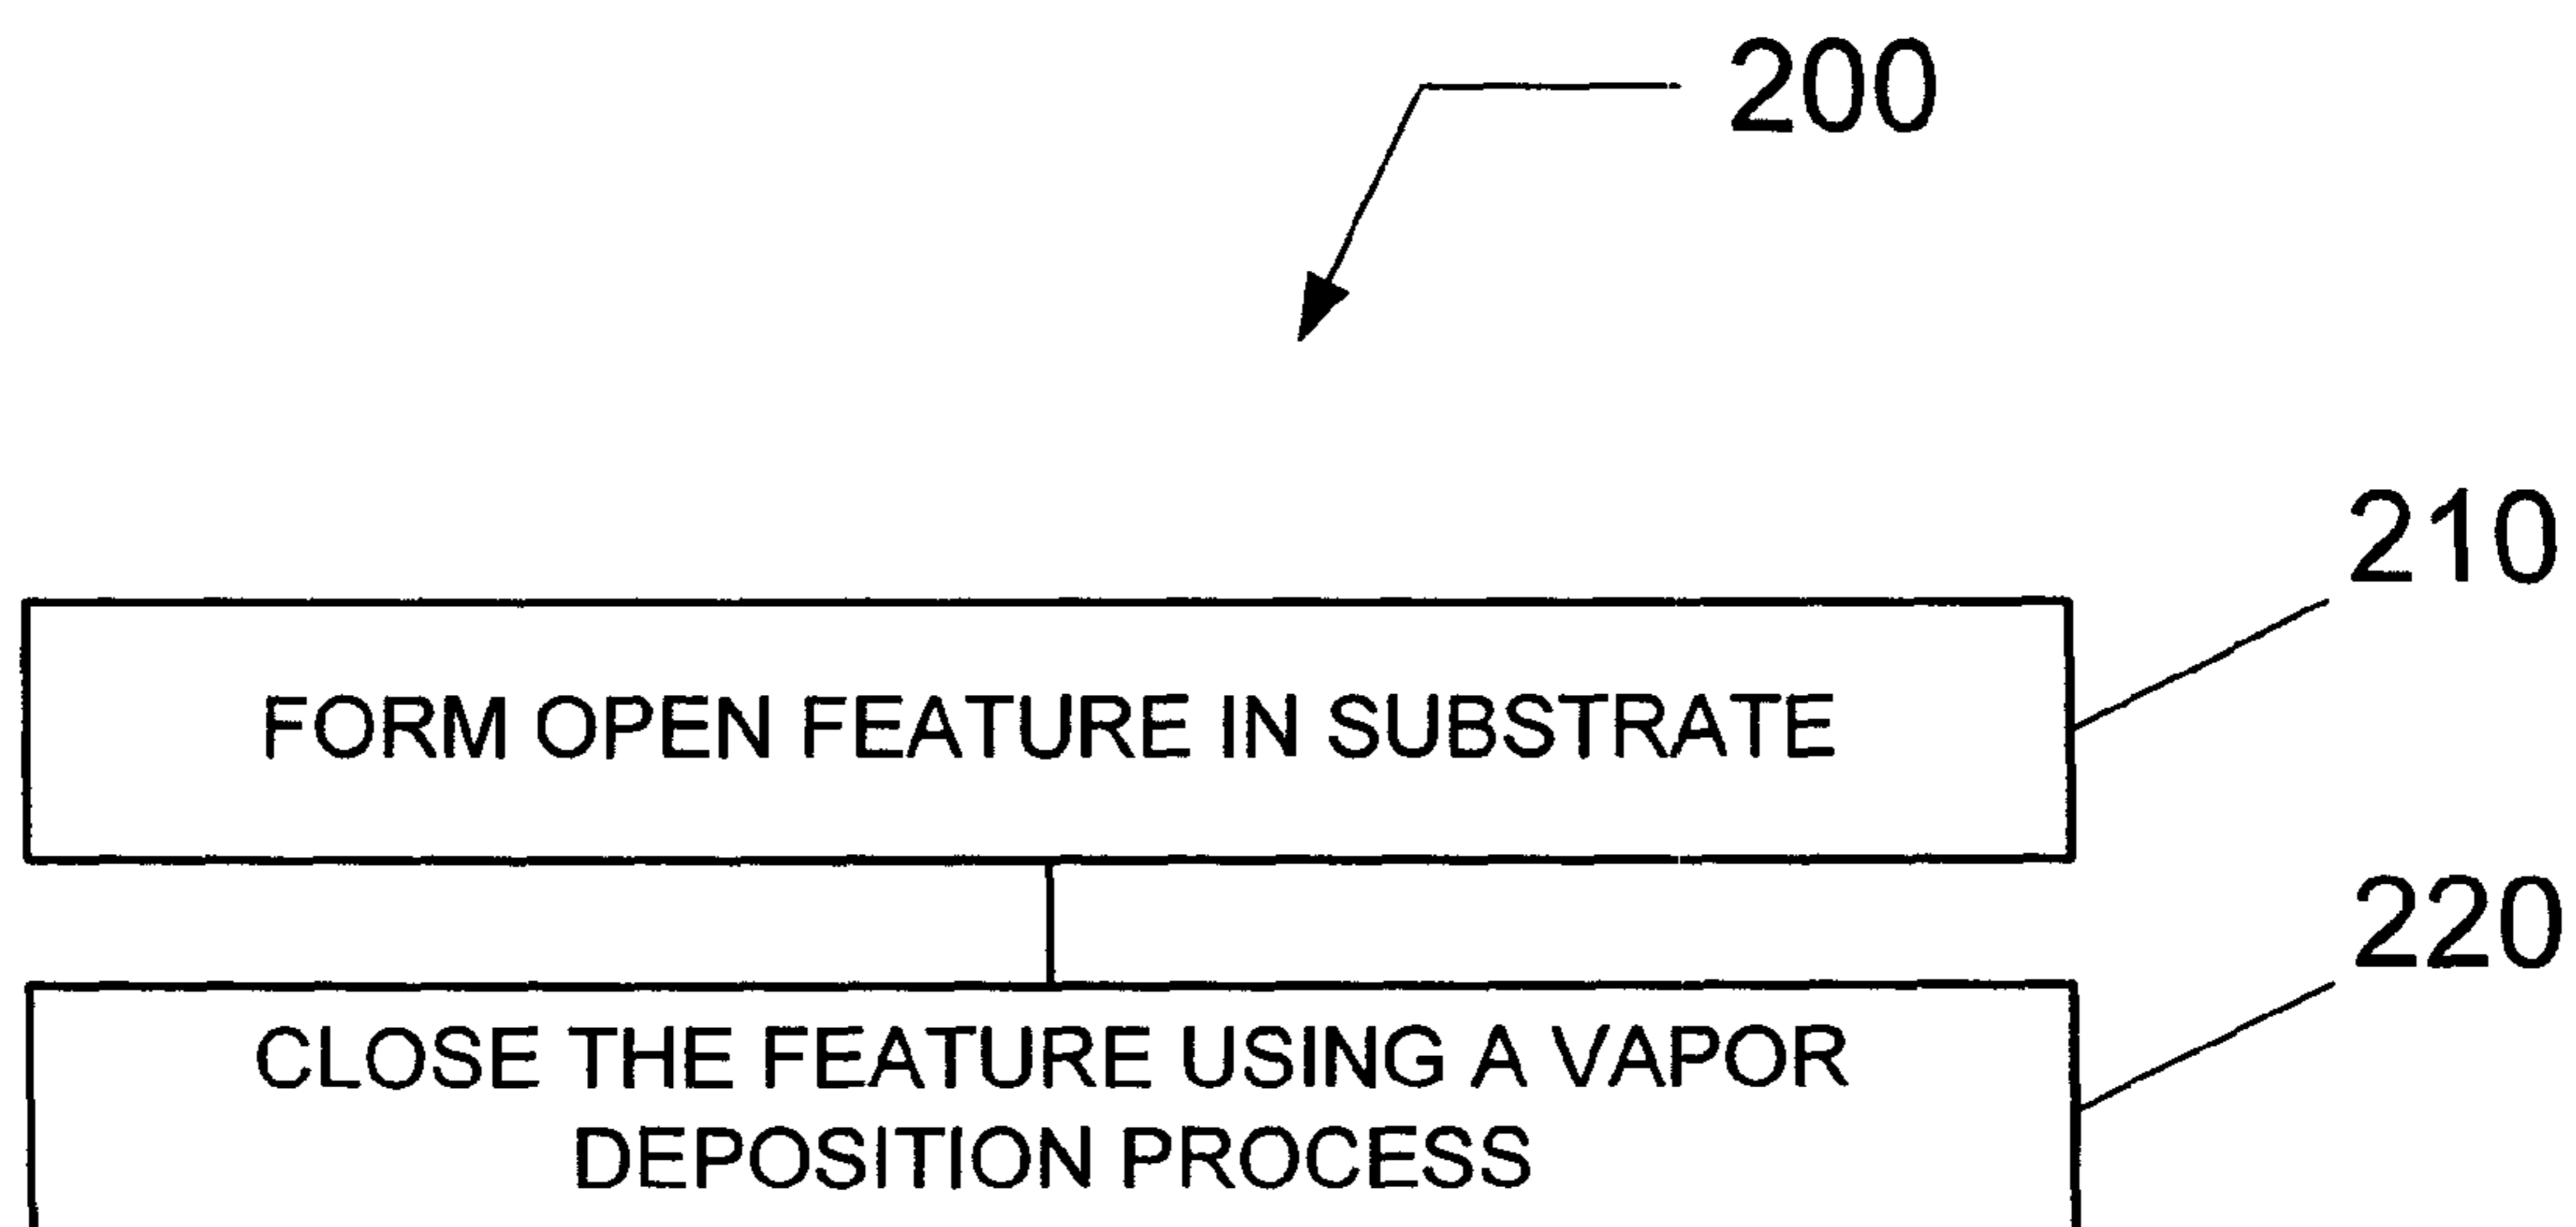 200
210
FORM OPEN FEATURE IN SUBSTRATE
220
CLOSE THE FEATURE USING A VAPOR
DEPOSITION PROCESS